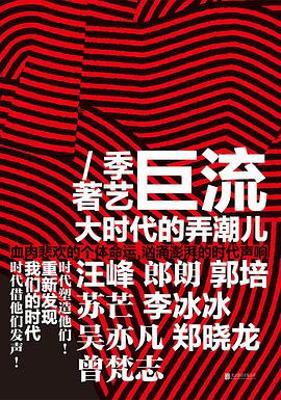 /季
著艺
巨流
大时代的弄潮儿
血肉悲欢的个体命运,汹涌澎湃的时代声响
汪峰 郎朗 郭培
苏芒 李冰冰
吴亦凡 郑晓龙
曾梵志
时代塑造他们!
重新发现
我们的时代
时代借他们发声!